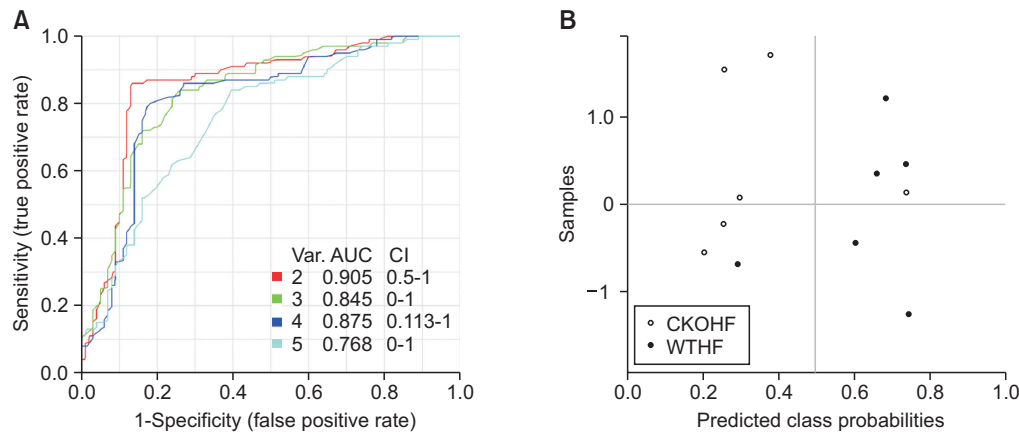 A
Sensitivity (true positive rate)
1.0
0.8
0.6
0.4
0.2
0.0
Var. AUC CI
2 0.905 0.5-1
3 0.845 0-1
4 0.875 0.113-1
5 0.768 0-1
0.0 0.2 0.4 0.6 0.8 1.0
1-Specificity (false positive rate)
B
Samples
1.0
0
−1
CKOHF
WTHF
0.0 0.2 0.4 0.6 0.8 1.0
Predicted class probabilities